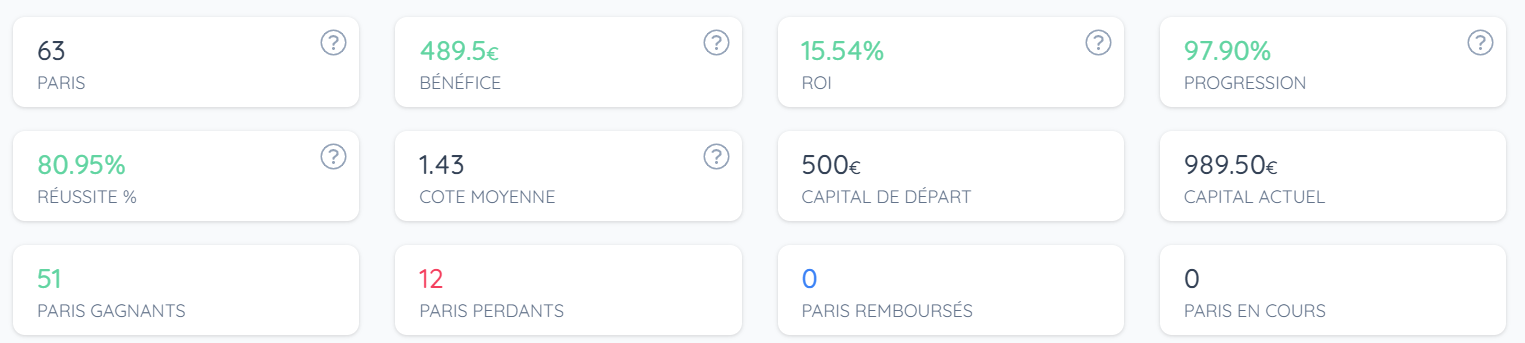 63
PARIS
489.5€
BÉNÉFICE
15.54%
ROI
97.90%
PROGRESSION
80.95%
RÉUSSITE %
1.43
COTE MOYENNE
500€
CAPITAL DE DÉPART
989.50€
CAPITAL ACTUEL
51
PARIS GAGNANTS
12
PARIS PERDANTS
0
PARIS REMBOURSÉS
0
PARIS EN COURS